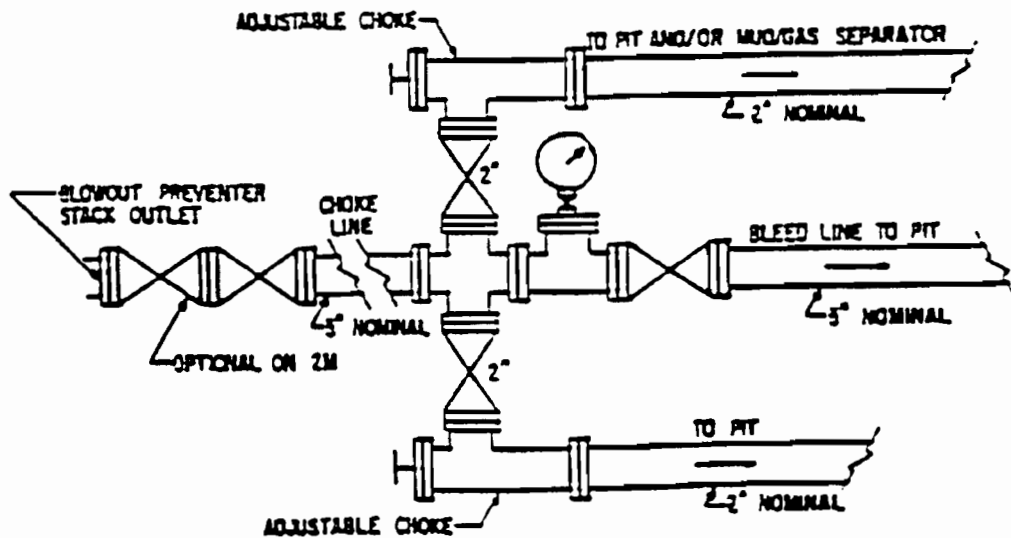 ADJUSTABLE CHOKE
TO PIT AND/OR MUD/GAS SEPARATOR
2" NOMINAL
2"
BLOWOUT PREVENTER
STACK OUTLET
CHOKE
LINE
BLEED LINE TO PIT
3" NOMINAL
3" NOMINAL
OPTIONAL ON 2M
2"
TO PIT
2" NOMINAL
ADJUSTABLE CHOKE